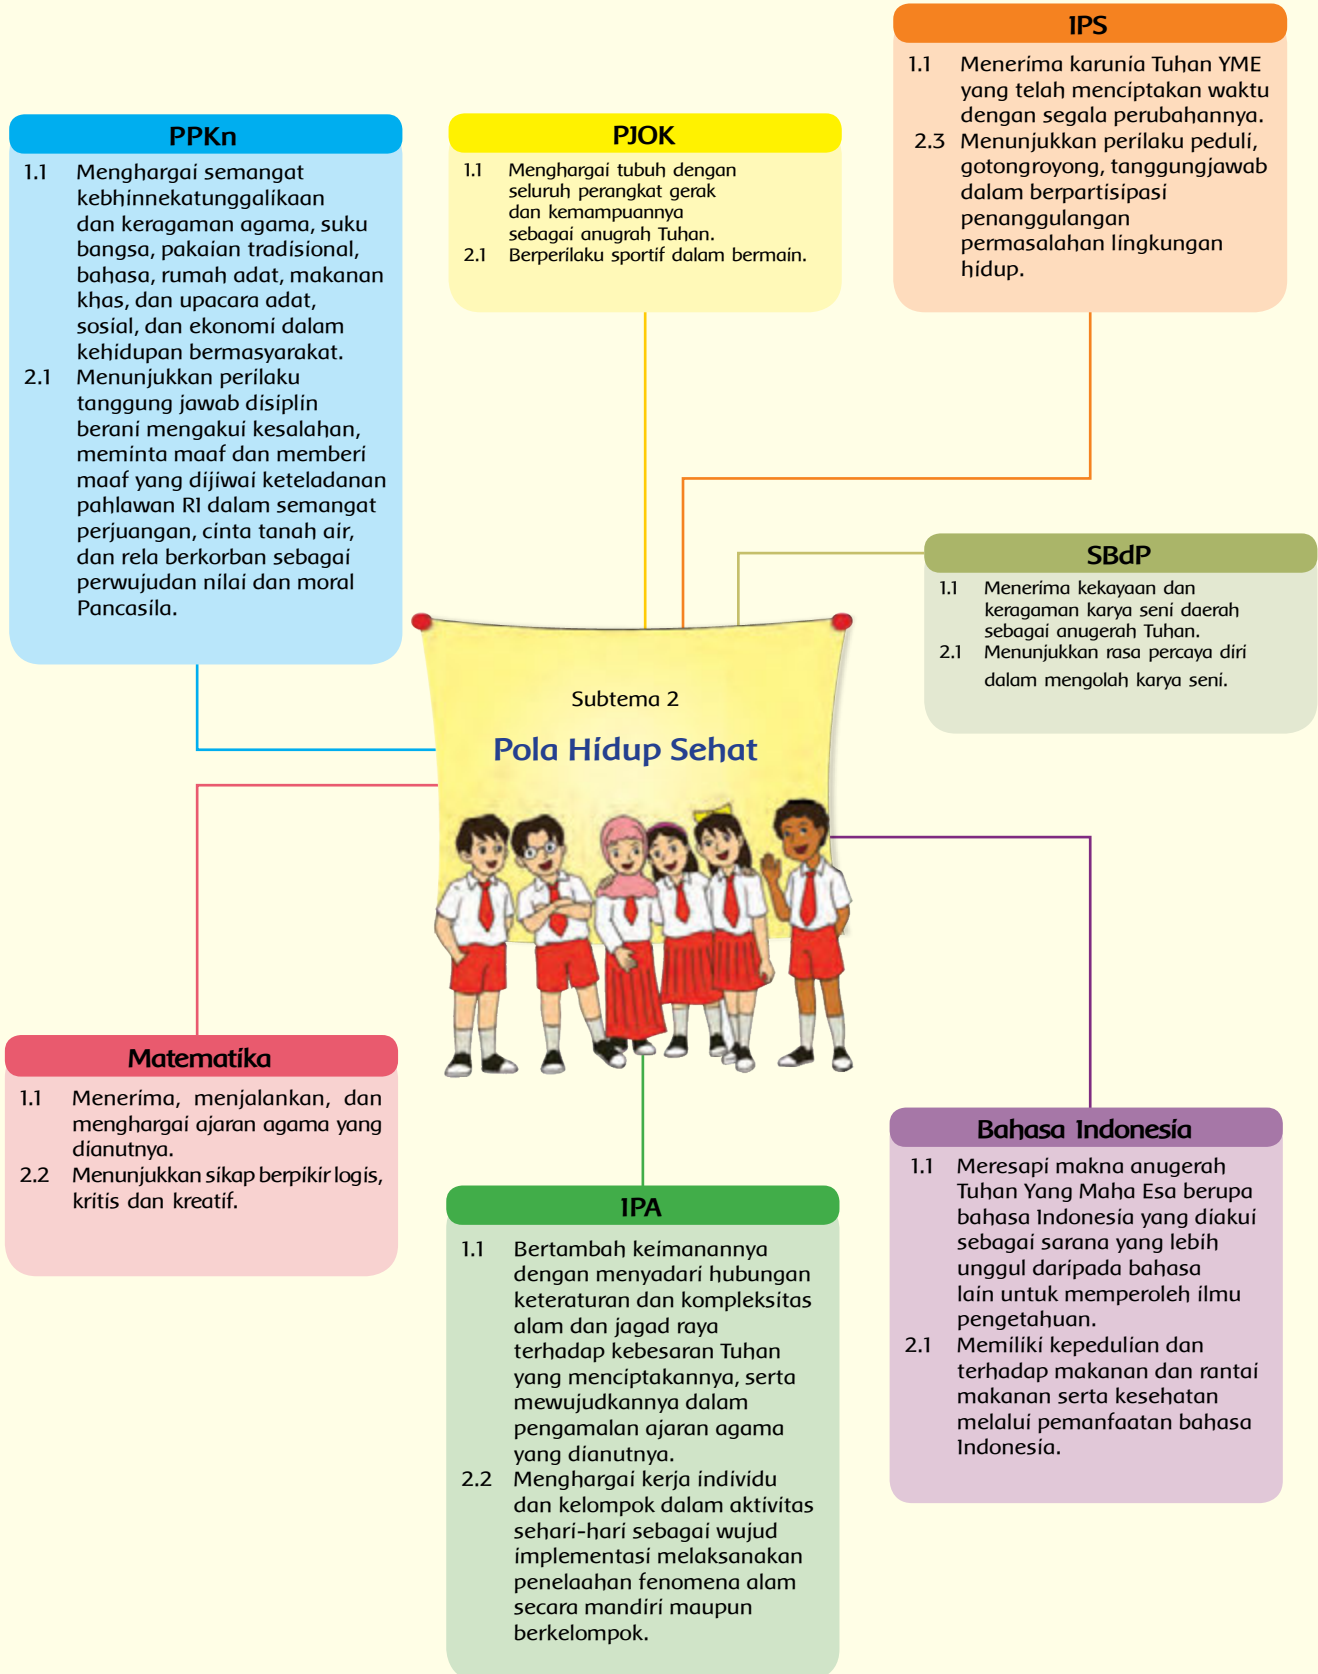 IPS
1.1 Menerima karunia Tuhan YME
yang telah menciptakan waktu
dengan segala perubahannya.
2.3 Menunjukkan perilaku peduli,
gotongroyong, tanggungjawab
dalam berpartisipasi
penanggulangan
permasalahan lingkungan
hidup.
PPKn
1.1 Menghargai semangat
kebhinnekatunggalikaan
dan keragaman agama, suku
bangsa, pakaian tradisional,
bahasa, rumah adat, makanan
khas, dan upacara adat,
sosial, dan ekonomi dalam
kehidupan bermasyarakat.
2.1 Menunjukkan perilaku
tanggung jawab disiplin
berani mengakui kesalahan,
meminta maaf dan memberi
maaf yang dijiwai keteladanan
pahlawan RI dalam semangat
perjuangan, cinta tanah air,
dan rela berkorban sebagai
perwujudan nilai dan moral
Pancasila.
PJOK
1.1 Menghargai tubuh dengan
seluruh perangkat gerak
dan kemampuannya
sebagai anugrah Tuhan.
2.1 Berperilaku sportif dalam bermain.
SBdP
1.1 Menerima kekayaan dan
keragaman karya seni daerah
sebagai anugerah Tuhan.
2.1 Menunjukkan rasa percaya diri
dalam mengolah karya seni.
Subtema 2
Pola Hidup Sehat
Matematika
1.1 Menerima, menjalankan, dan
menghargai ajaran agama yang
dianutnya.
2.2 Menunjukkan sikap berpikir logis,
kritis dan kreatif.
IPA
1.1 Bertambah keimanannya
dengan menyadari hubungan
keteraturan dan kompleksitas
alam dan jagad raya
terhadap kebesaran Tuhan
yang menciptakannya, serta
mewujudkannya dalam
pengamalan ajaran agama
yang dianutnya.
2.2 Menghargai kerja individu
dan kelompok dalam aktivitas
sehari-hari sebagai wujud
implementasi melaksanakan
penelaahan fenomena alam
secara mandiri maupun
berkelompok.
Bahasa Indonesia
1.1 Meresapi makna anugerah
Tuhan Yang Maha Esa berupa
bahasa Indonesia yang diakui
sebagai sarana yang lebih
unggul daripada bahasa
lain untuk memperoleh ilmu
pengetahuan.
2.1 Memiliki kepedulian dan
terhadap makanan dan rantai
makanan serta kesehatan
melalui pemanfaatan bahasa
Indonesia.